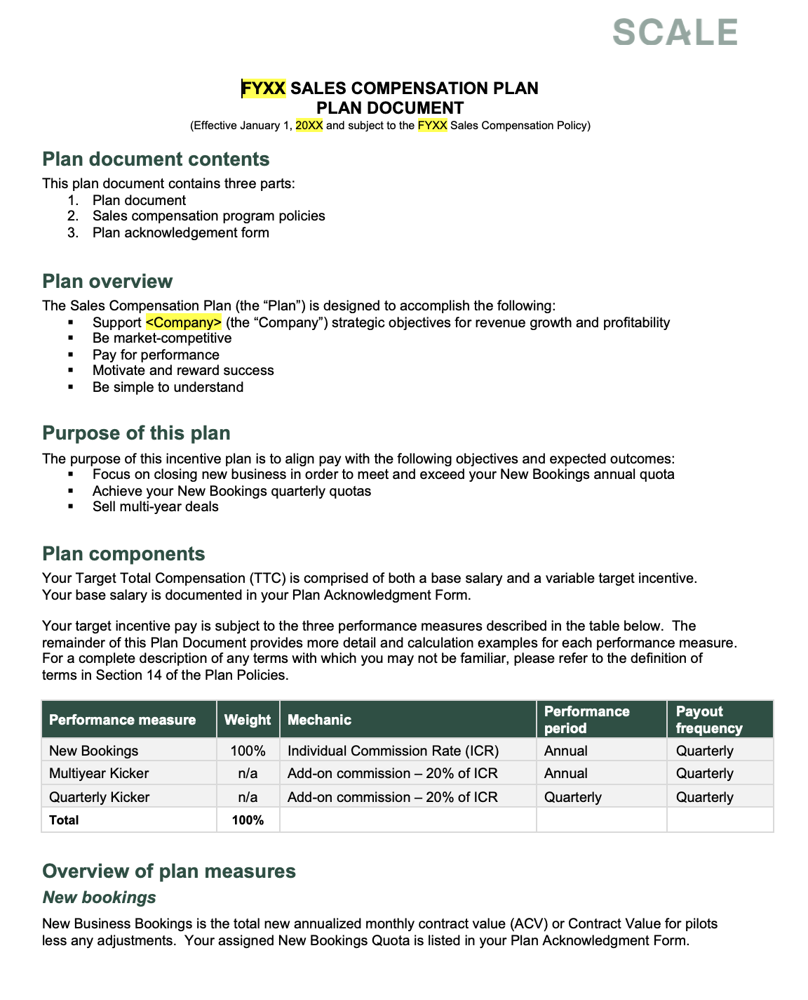 SCALE
FYXX SALES COMPENSATION PLAN
PLAN DOCUMENT
(Effective January 1, 20XX and subject to the FYXX Sales Compensation Policy)
Plan document contents
This plan document contains three parts:
1. Plan document
2. Sales compensation program policies
3. Plan acknowledgement form
Plan overview
The Sales Compensation Plan (the “Plan”) is designed to accomplish the following:
▪ Support <Company> (the “Company”) strategic objectives for revenue growth and profitability
▪ Be market-competitive
▪ Pay for performance
▪ Motivate and reward success
▪ Be simple to understand
Purpose of this plan
The purpose of this incentive plan is to align pay with the following objectives and expected outcomes:
▪ Focus on closing new business in order to meet and exceed your New Bookings annual quota
▪ Achieve your New Bookings quarterly quotas
▪ Sell multi-year deals
Plan components
Your Target Total Compensation (TTC) is comprised of both a base salary and a variable target incentive.
Your base salary is documented in your Plan Acknowledgment Form.
Your target incentive pay is subject to the three performance measures described in the table below.  The
remainder of this Plan Document provides more detail and calculation examples for each performance measure.
For a complete description of any terms with which you may not be familiar, please refer to the definition of
terms in Section 14 of the Plan Policies.
Performance measure Weight Mechanic Performance period Payout frequency
New Bookings 100% Individual Commission Rate (ICR) Annual Quarterly
Multiyear Kicker n/a Add-on commission – 20% of ICR Annual Quarterly
Quarterly Kicker n/a Add-on commission – 20% of ICR Quarterly Quarterly
Total 100%
Overview of plan measures
New bookings
New Business Bookings is the total new annualized monthly contract value (ACV) or Contract Value for pilots
less any adjustments.  Your assigned New Bookings Quota is listed in your Plan Acknowledgment Form.